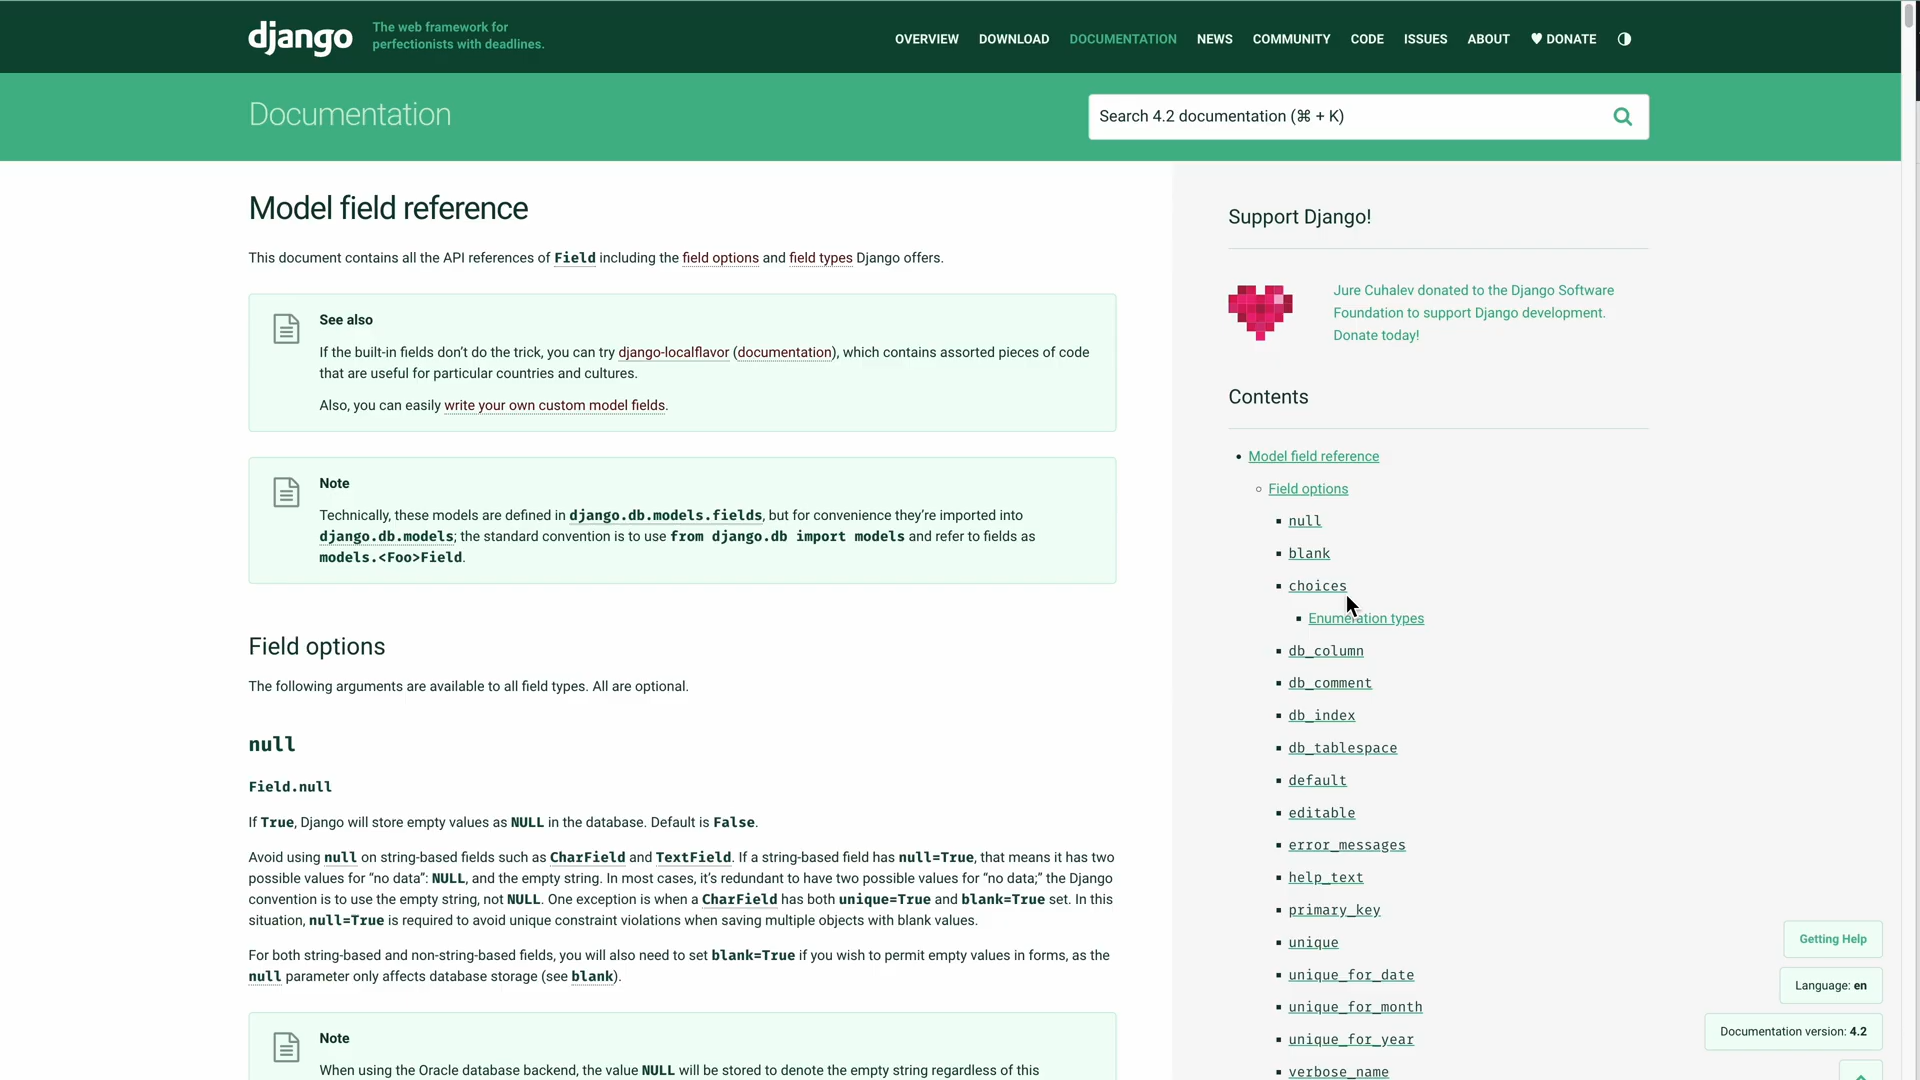 django
The web framework for
perfectionists with deadlines.
OVERVIEW DOWNLOAD DOCUMENTATION NEWS COMMUNITY CODE ISSUES ABOUT ♥ DONATE
Documentation
Search 4.2 documentation (⌘ + K)
Model field reference
This document contains all the API references of Field including the field options and field types Django offers.
See also
If the built-in fields don’t do the trick, you can try django-localflavor (documentation), which contains assorted pieces of code
that are useful for particular countries and cultures.
Also, you can easily write your own custom model fields.
Note
Technically, these models are defined in django.db.models.fields, but for convenience they’re imported into
django.db.models; the standard convention is to use from django.db import models and refer to fields as
models.<Foo>Field.
Field options
The following arguments are available to all field types. All are optional.
null
Field.null
If True, Django will store empty values as NULL in the database. Default is False.
Avoid using null on string-based fields such as CharField and TextField. If a string-based field has null=True, that means it has two
possible values for “no data”: NULL, and the empty string. In most cases, it’s redundant to have two possible values for “no data;” the Django
convention is to use the empty string, not NULL. One exception is when a CharField has both unique=True and blank=True set. In this
situation, null=True is required to avoid unique constraint violations when saving multiple objects with blank values.
For both string-based and non-string-based fields, you will also need to set blank=True if you wish to permit empty values in forms, as the
null parameter only affects database storage (see blank).
Note
When using the Oracle database backend, the value NULL will be stored to denote the empty string regardless of this
Support Django!
Jure Cuhalev donated to the Django Software
Foundation to support Django development.
Donate today!
Contents
Model field reference
Field options
null
blank
choices
Enumeration types
db_column
db_comment
db_index
db_tablespace
default
editable
error_messages
help_text
primary_key
unique
unique_for_date
unique_for_month
unique_for_year
verbose_name
Getting Help
Language: en
Documentation version: 4.2